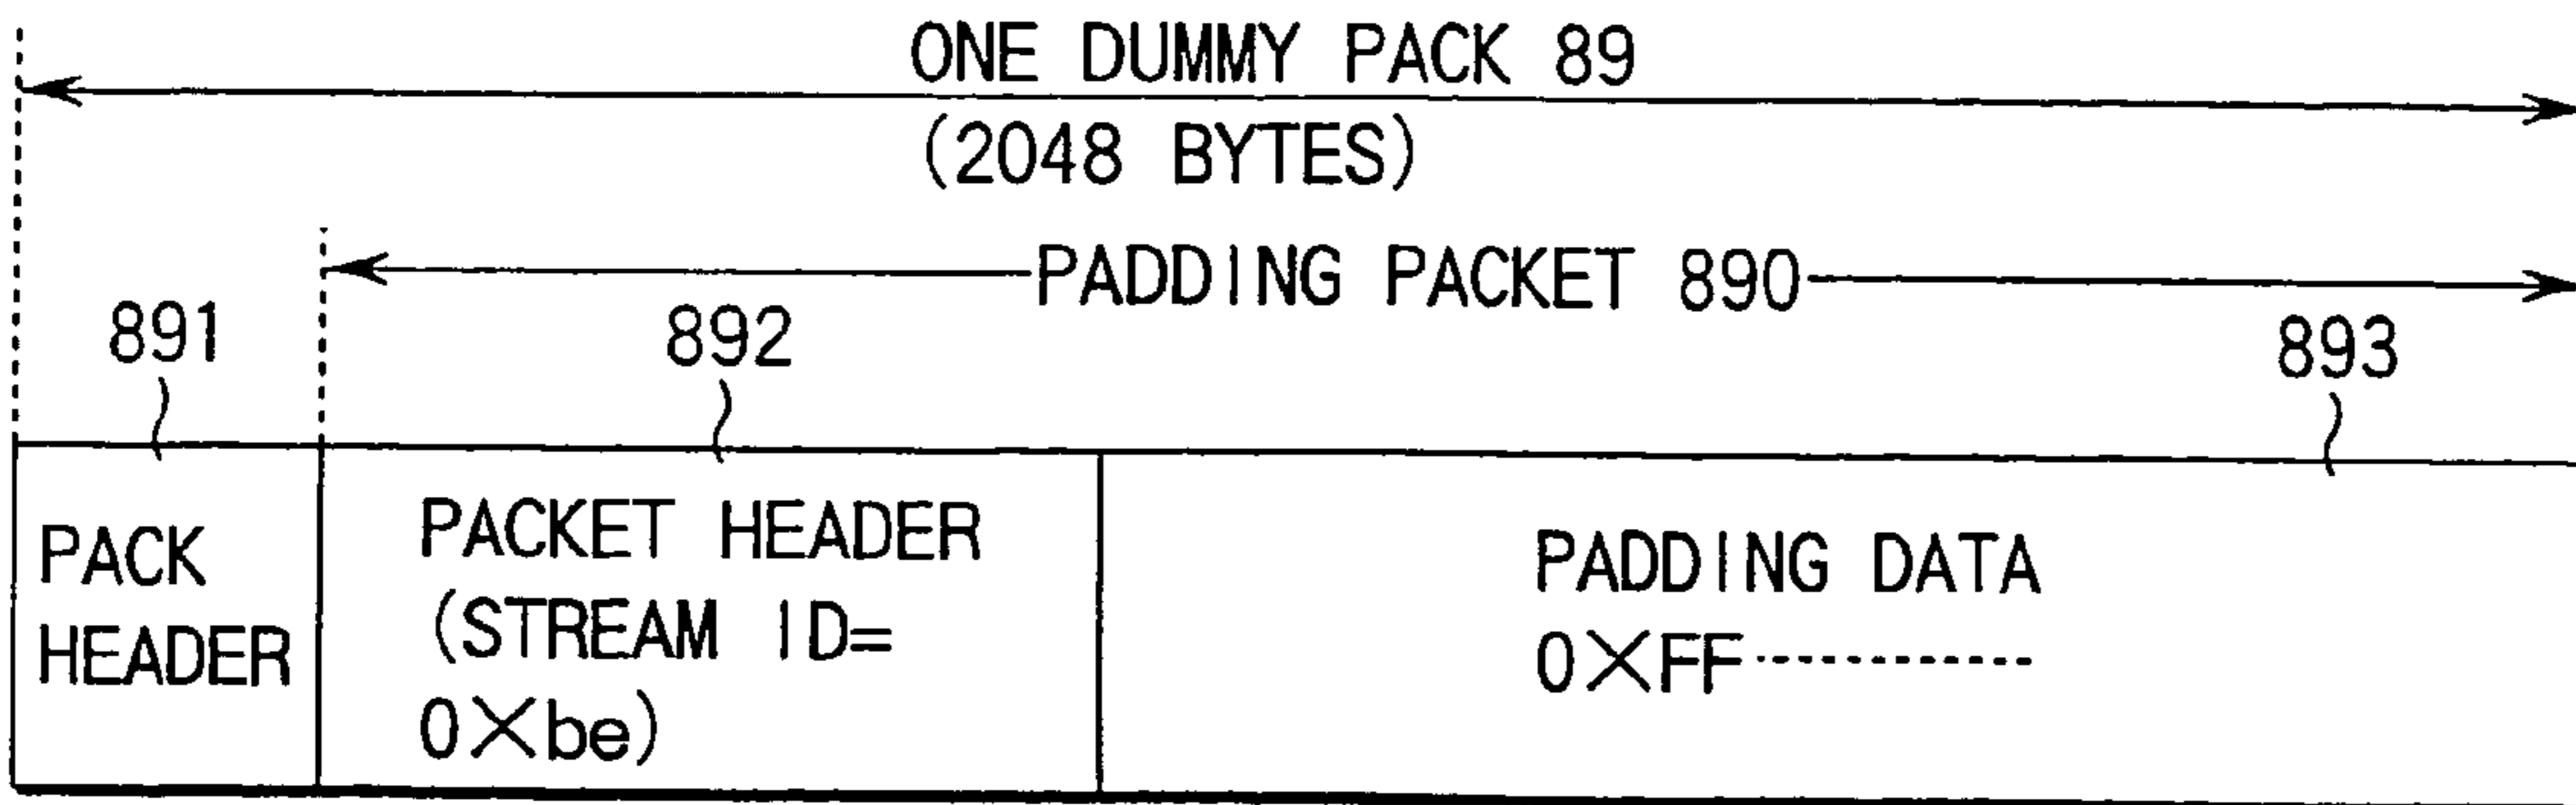 ONE DUMMY PACK 89
(2048 BYTES)
PADDING PACKET 890
891
892
893
PACK
HEADER
PACKET HEADER
(STREAM ID=
0×be)
PADDING DATA
0×FF-----------